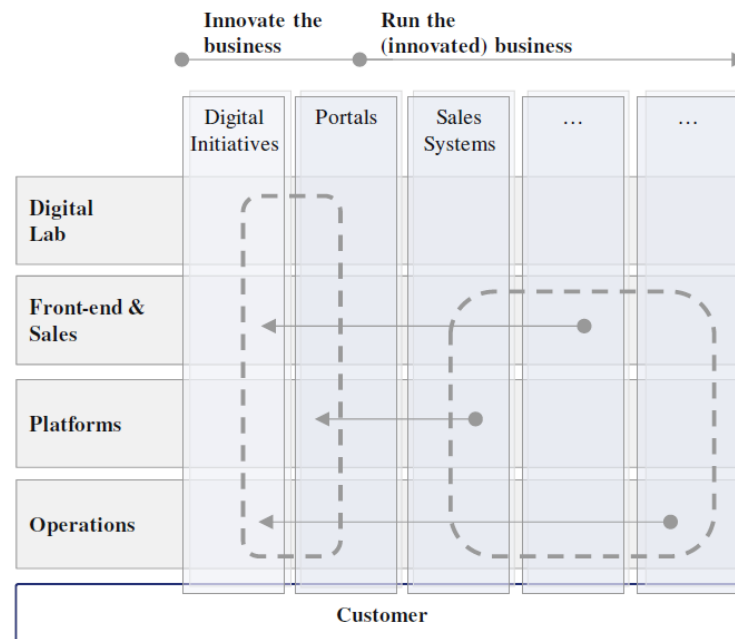 Innovate the
business
Run the
(innovated) business
Digital
Initiatives
Portals
Sales
Systems
…
…
Digital
Lab
Front-end &
Sales
Platforms
Operations
Customer